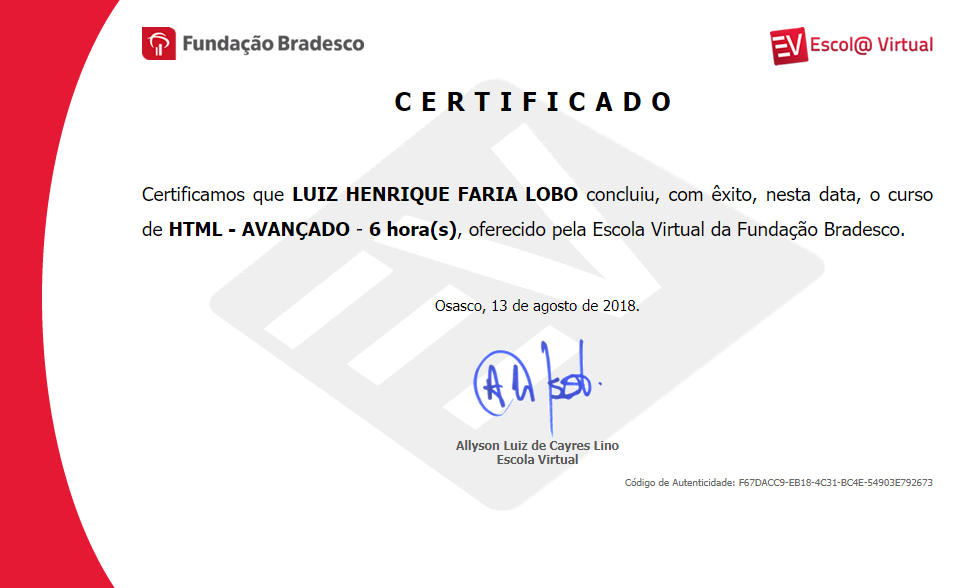 Fundação Bradesco
EV Escol@ Virtual
CERTIFICADO
Certificamos que LUIZ HENRIQUE FARIA LOBO concluiu, com êxito, nesta data, o curso
de HTML - AVANÇADO - 6 hora(s), oferecido pela Escola Virtual da Fundação Bradesco.
Osasco, 13 de agosto de 2018.
Allyson Luiz de Cayres Lino
Escola Virtual
Código de Autenticidade: F67DACC9-EB18-4C31-BC4E-54903E792673